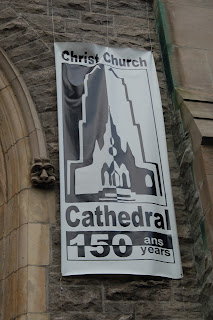 Christ Church
Cathedral
150 ans
years